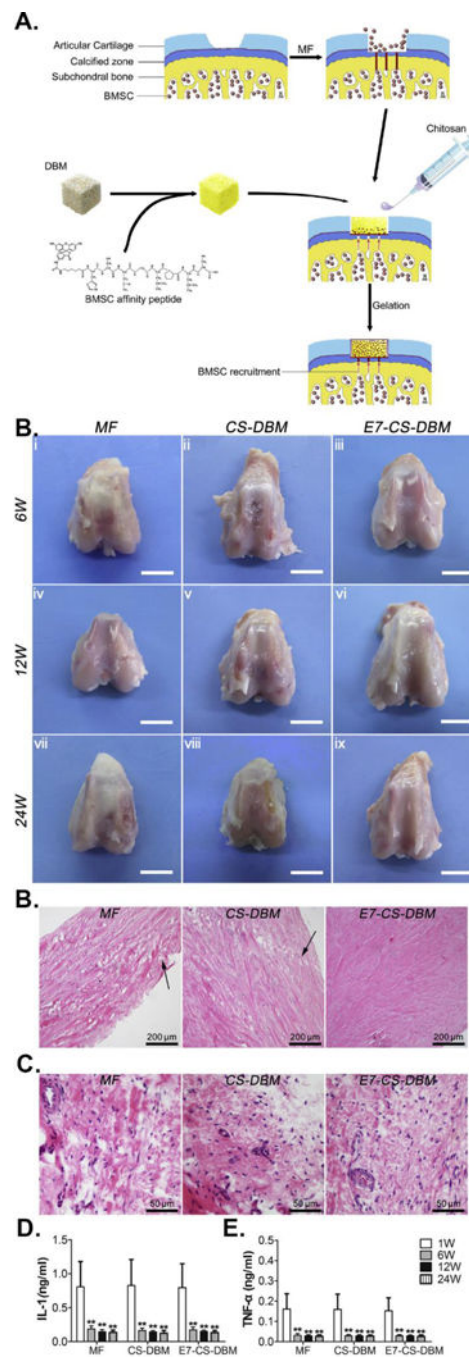 A.
Articular Cartilage
Calcified zone
Subchondral bone
BMSC
MF
Chitosan
DBM
BMSC affinity peptide
Gelation
BMSC recruitment
B.
MF CS-DBM E7-CS-DBM
6W
i ii iii
12W
iv v vi
24W
vii viii ix
B.
MF CS-DBM E7-CS-DBM
200 μm 200 μm 200 μm
C.
MF CS-DBM E7-CS-DBM
50 μm 50 μm 50 μm
D.
IL-1(ng/ml)
1.5
1.0
0.5
0.0
** ** ** ** ** ** ** ** **
MF CS-DBM E7-CS-DBM
E.
TNF-α (ng/ml)
0.5
0.4
0.3
0.2
0.1
0.0
** ** ** ** ** ** ** ** **
MF CS-DBM E7-CS-DBM
1W
6W
12W
24W